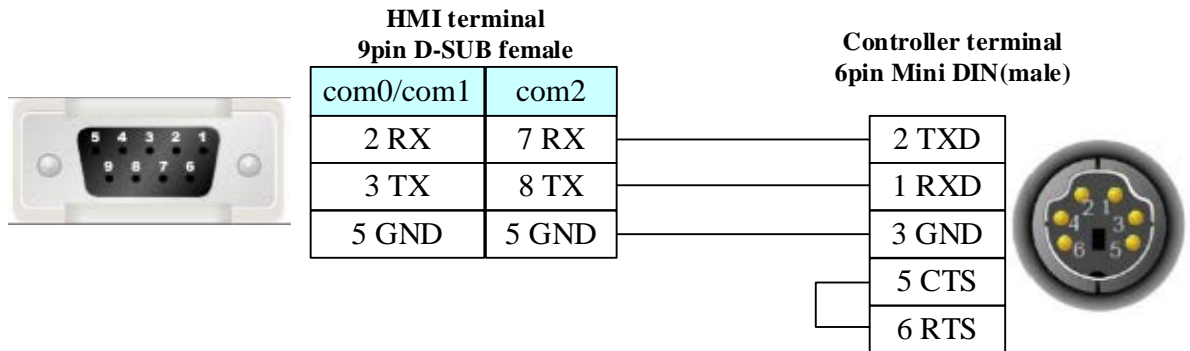 HMI terminal
9pin D-SUB female
Controller terminal
6pin Mini DIN(male)
com0/com1 com2
2 RX 7 RX
3 TX 8 TX
5 GND 5 GND
2 TXD
1 RXD
3 GND
5 CTS
6 RTS
5 4 3 2 1
9 8 7 6
2 1
4 3
6 5